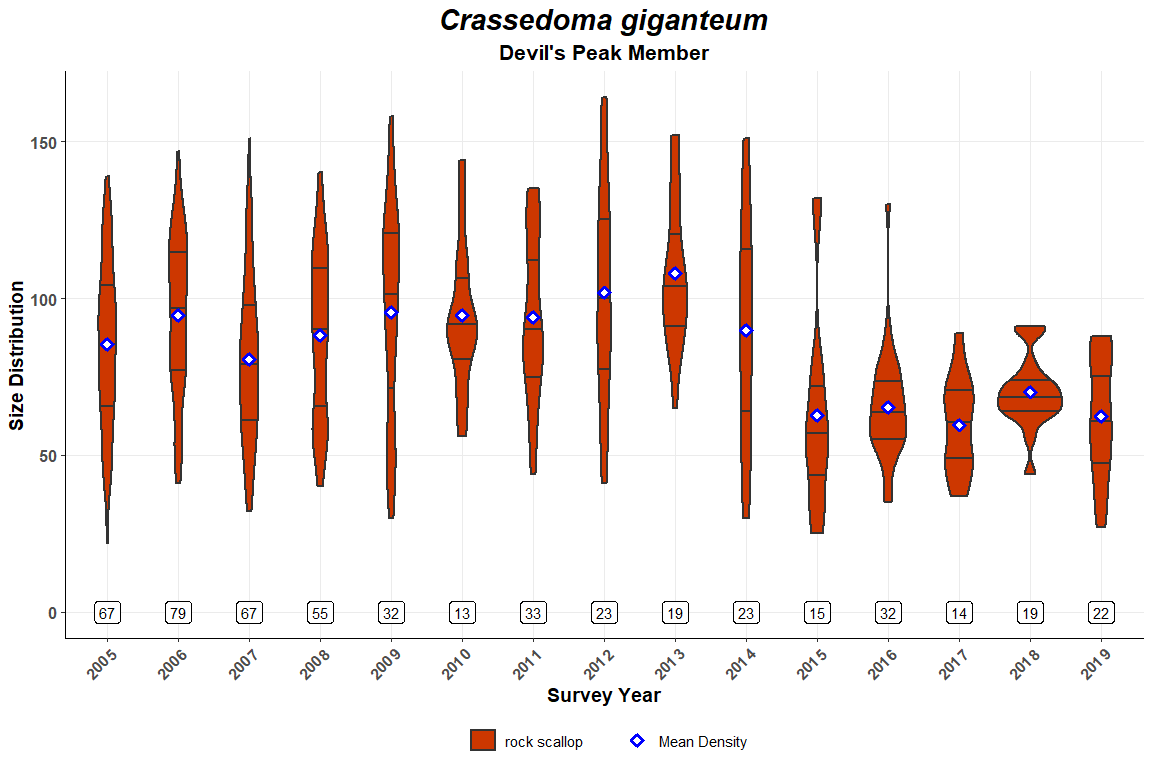 Crassedoma giganteum
Devil's Peak Member
Size Distribution
150
100
50
0
67 79 67 55 32 13 33 23 19 23 15 32 14 19 22
2005 2006 2007 2008 2009 2010 2011 2012 2013 2014 2015 2016 2017 2018 2019
Survey Year
rock scallop Mean Density